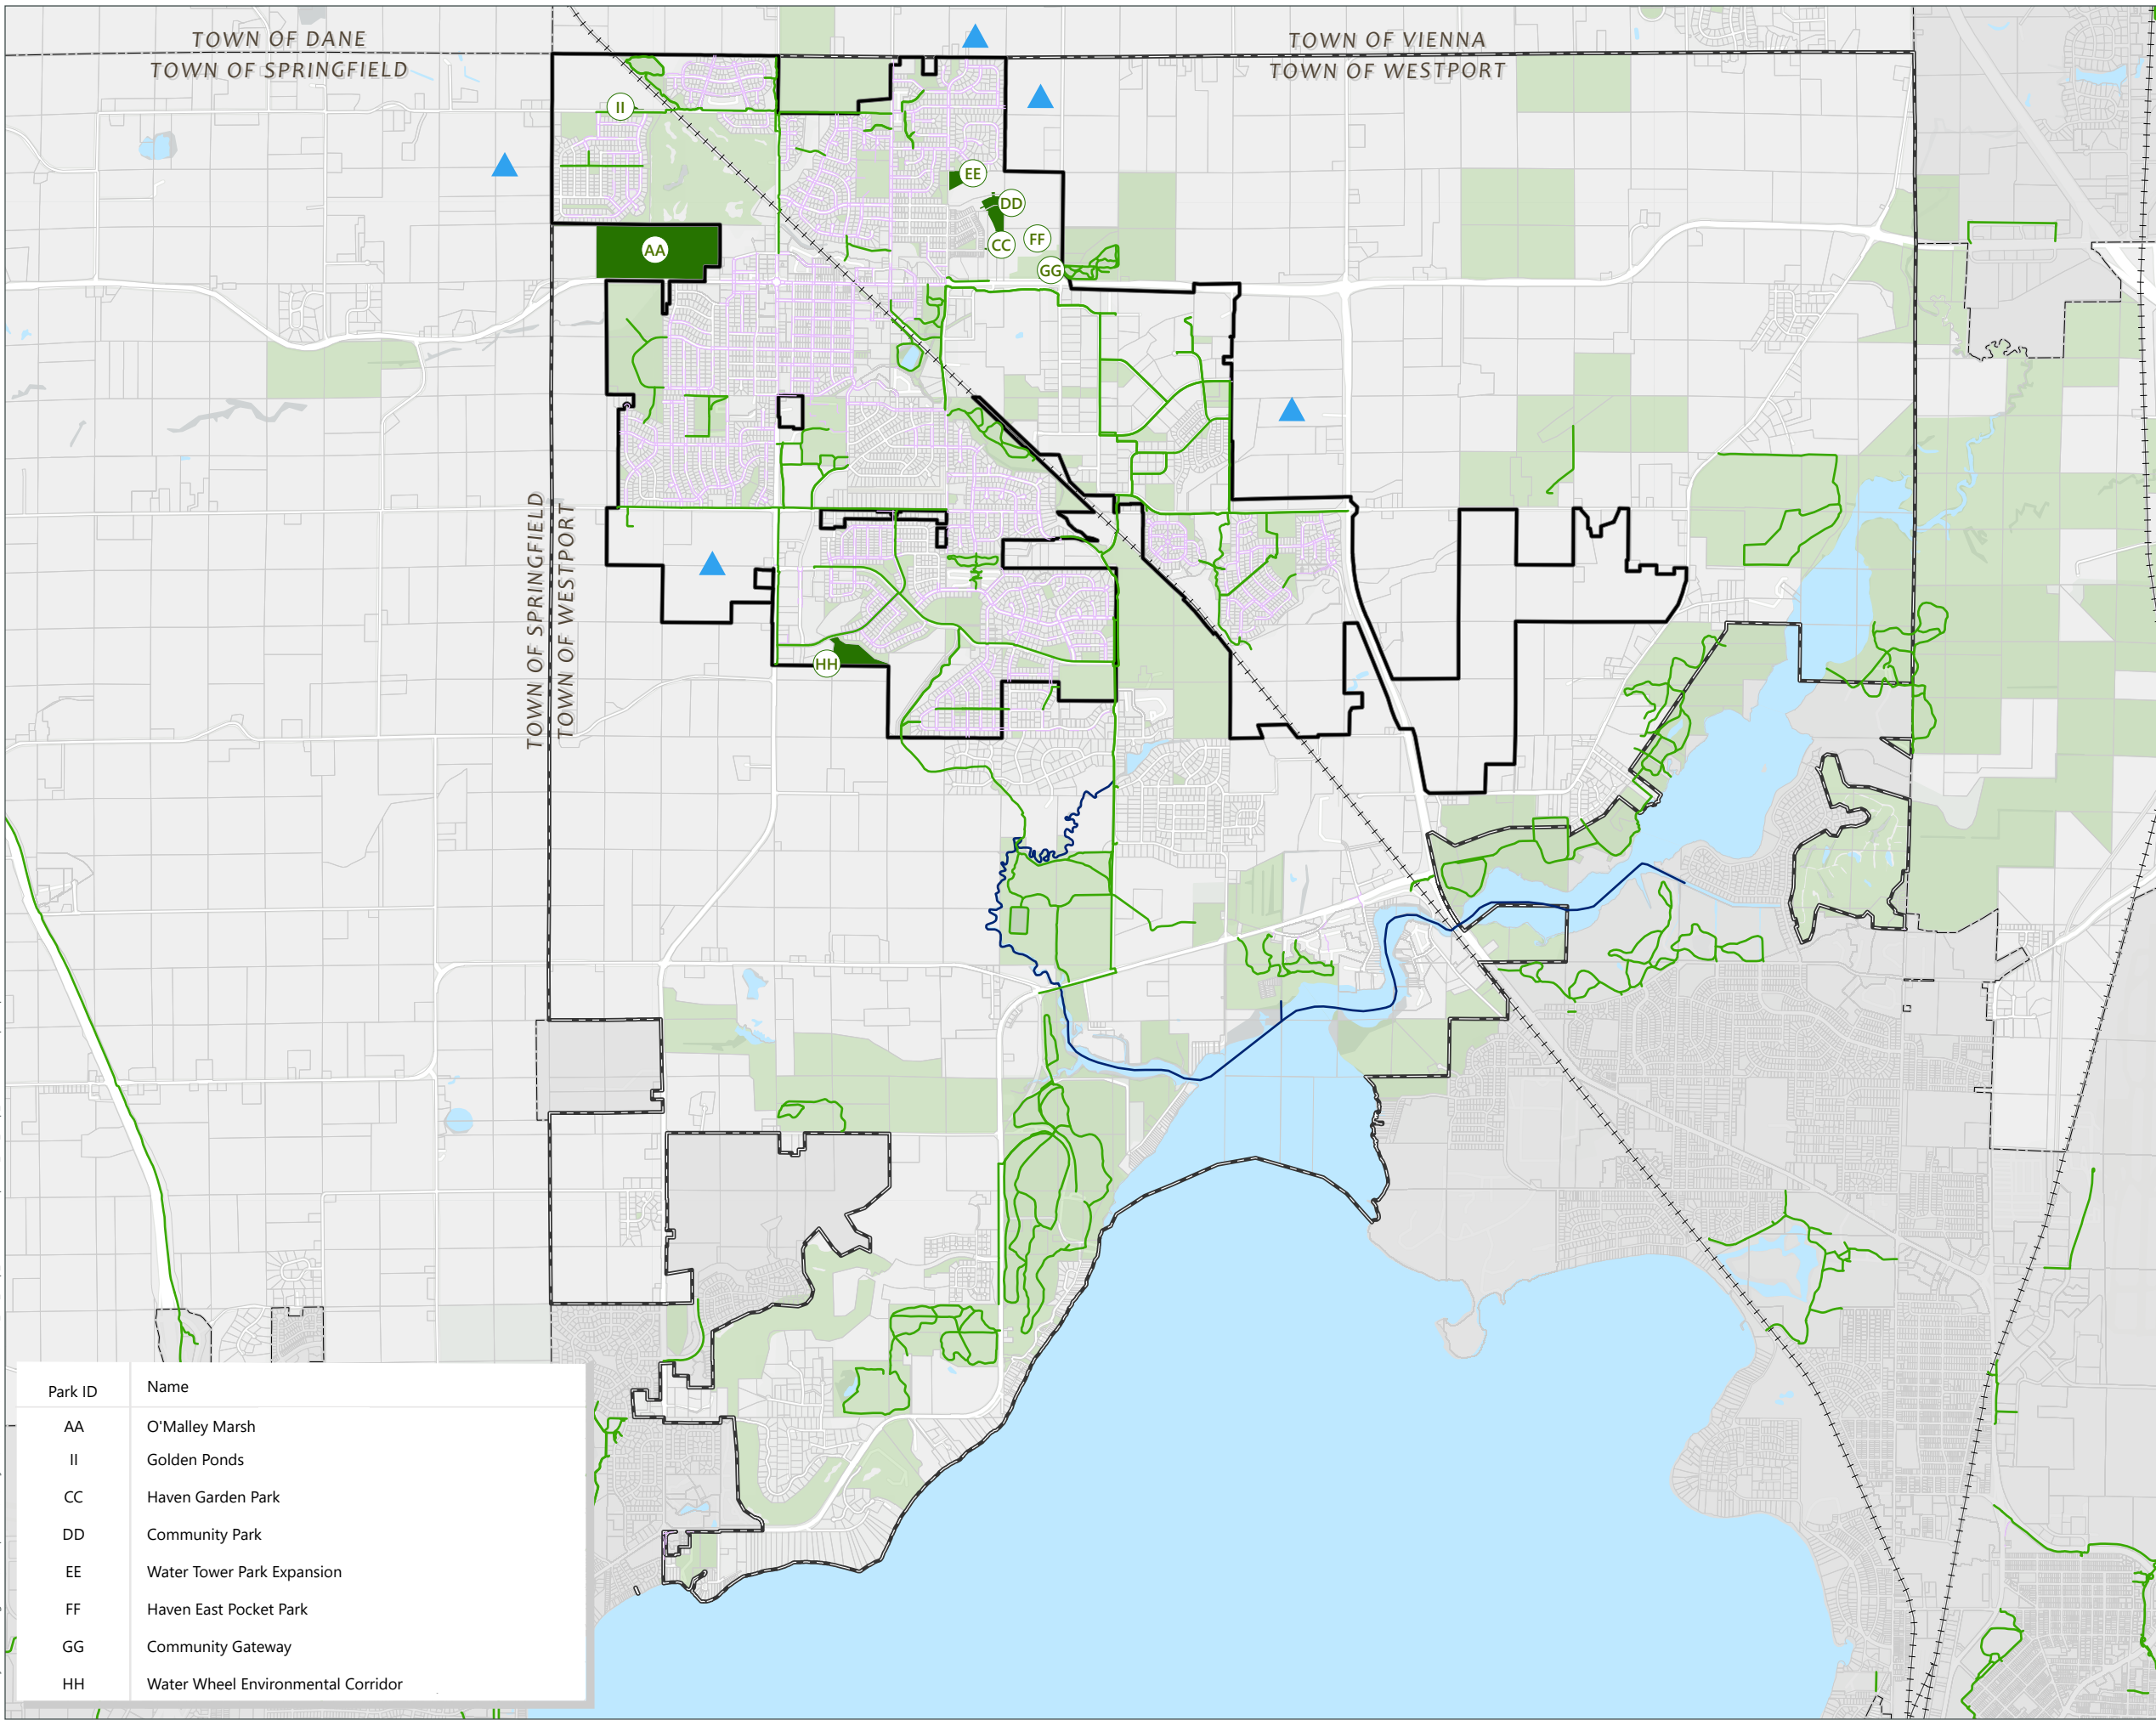 TOWN OF DANE
TOWN OF SPRINGFIELD
TOWN OF VIENNA
TOWN OF WESTPORT
II
EE
DD
CC
FF
AA
GG
TOWN OF SPRINGFIELD
TOWN OF WESTPORT
HH
Park ID Name
AA O'Malley Marsh
II Golden Ponds
CC Haven Garden Park
DD Community Park
EE Water Tower Park Expansion
FF Haven East Pocket Park
GG Community Gateway
HH Water Wheel Environmental Corridor